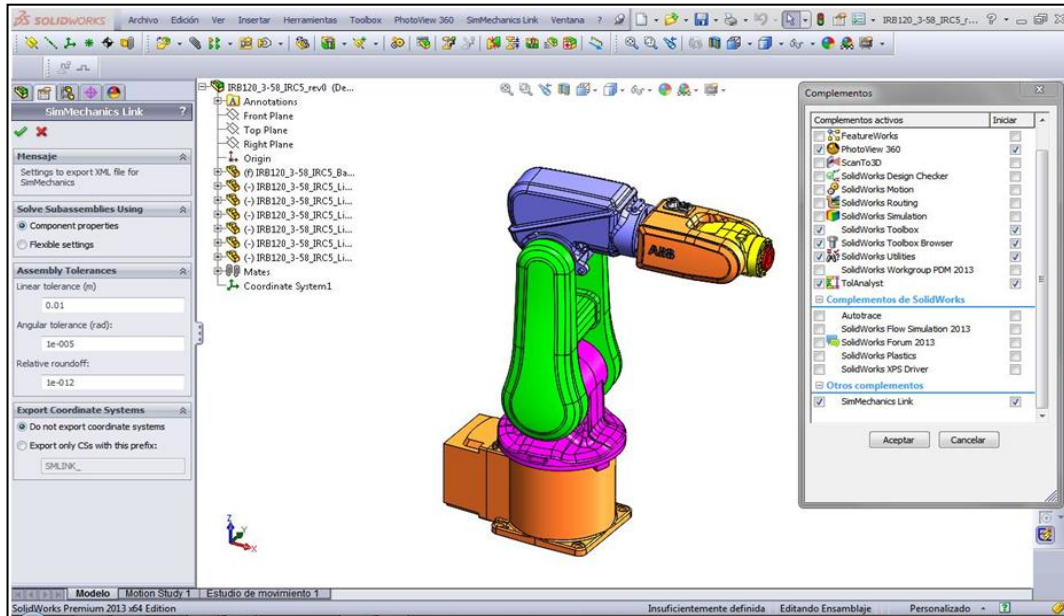 SOLIDWORKS Archivo Edición Ver Insertar Herramientas Toolbox PhotoView 360 SimMechanics Link Ventana ? IRB120_3-58_IRC5_r... ?
SimMechanics Link ?
Mensaje
Settings to export XML file for
SimMechanics
Solve Subassemblies Using
Component properties
Flexible settings
Assembly Tolerances
Linear tolerance (m)
0.01
Angular tolerance (rad):
1e-005
Relative roundoff:
1e-012
Export Coordinate Systems
Do not export coordinate systems
Export only CSs with this prefix:
SMLINK_
IRB120_3-58_IRC5_rev0 (De...
Annotations
Front Plane
Top Plane
Right Plane
Origin
(f) IRB120_3-58_IRC5_Ba...
(-) IRB120_3-58_IRC5_Li...
(-) IRB120_3-58_IRC5_Li...
(-) IRB120_3-58_IRC5_Li...
(-) IRB120_3-58_IRC5_Li...
(-) IRB120_3-58_IRC5_Li...
(-) IRB120_3-58_IRC5_Li...
Mates
Coordinate System1
ABB
Z
Y
X
Complementos
Complementos activos Iniciar
FeatureWorks
PhotoView 360
ScanTo3D
SolidWorks Design Checker
SolidWorks Motion
SolidWorks Routing
SolidWorks Simulation
SolidWorks Toolbox
SolidWorks Toolbox Browser
SolidWorks Utilities
SolidWorks Workgroup PDM 2013
TolAnalyst
Complementos de SolidWorks
Autotrace
SolidWorks Flow Simulation 2013
SolidWorks Forum 2013
SolidWorks Plastics
SolidWorks XPS Driver
Otros complementos
SimMechanics Link
Aceptar Cancelar
Modelo Motion Study 1 Estudio de movimiento 1
SolidWorks Premium 2013 x64 Edition Insuficientemente definida Editando Ensamblaje Personalizado ?